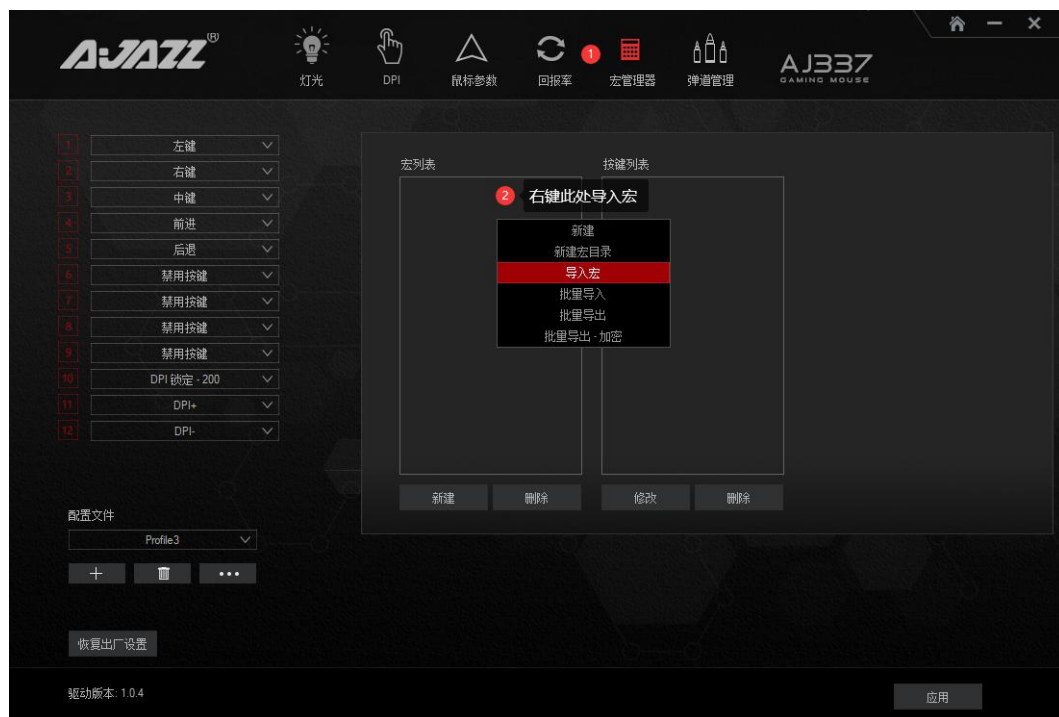 A·JAZZ®
灯光
DPI
鼠标参数
回报率
1
宏管理器
弹道管理
AJ337
GAMING MOUSE
1 左键
2 右键
3 中键
4 前进
5 后退
6 禁用按键
7 禁用按键
8 禁用按键
9 禁用按键
10 DPI 锁定 - 200
11 DPI+
12 DPI-
宏列表
按键列表
2 右键此处导入宏
新建
新建宏目录
导入宏
批量导入
批量导出
批量导出 - 加密
新建
删除
修改
删除
配置文件
Profile3
恢复出厂设置
驱动版本: 1.0.4
应用